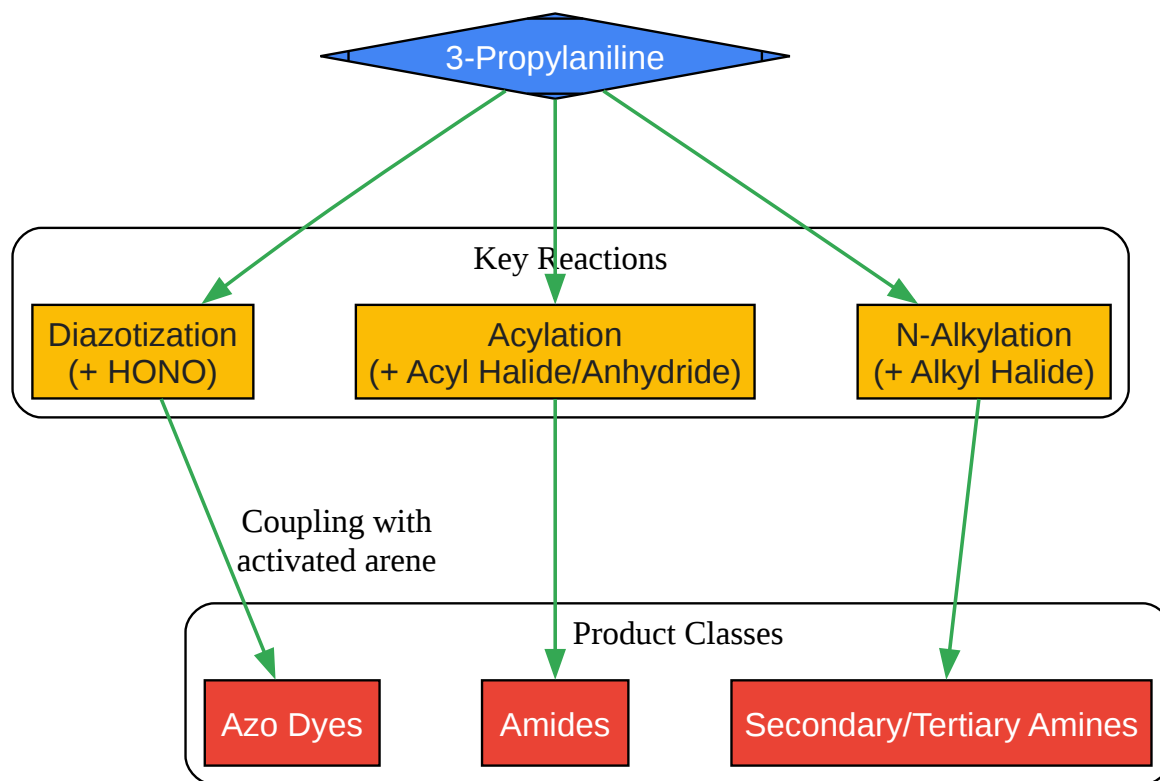 3-Propylaniline
Key Reactions
Diazotization
(+ HONO)
Acylation
(+ Acyl Halide/Anhydride)
N-Alkylation
(+ Alkyl Halide)
Coupling with
activated arene
Product Classes
Azo Dyes
Amides
Secondary/Tertiary Amines